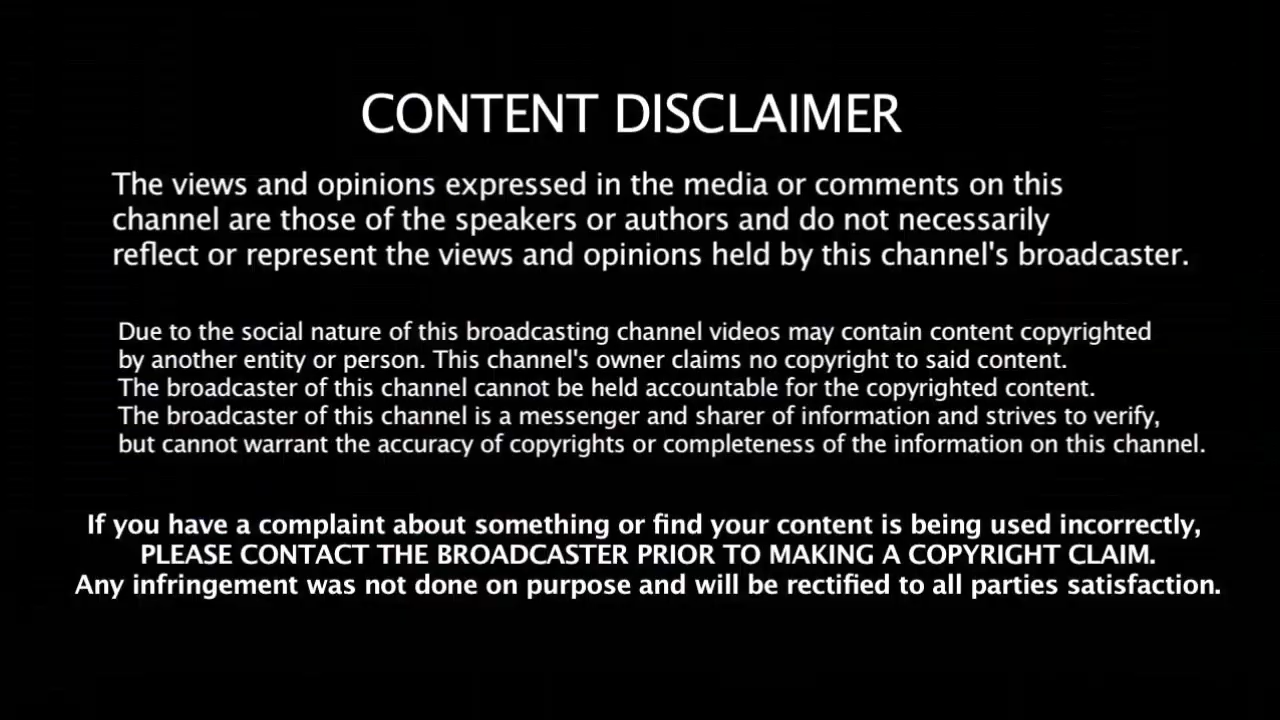 CONTENT DISCLAIMER
The views and opinions expressed in the media or comments on this
channel are those of the speakers or authors and do not necessarily
reflect or represent the views and opinions held by this channel's broadcaster.
Due to the social nature of this broadcasting channel videos may contain content copyrighted
by another entity or person. This channel's owner claims no copyright to said content.
The broadcaster of this channel cannot be held accountable for the copyrighted content.
The broadcaster of this channel is a messenger and sharer of information and strives to verify,
but cannot warrant the accuracy of copyrights or completeness of the information on this channel.
If you have a complaint about something or find your content is being used incorrectly,
PLEASE CONTACT THE BROADCASTER PRIOR TO MAKING A COPYRIGHT CLAIM.
Any infringement was not done on purpose and will be rectified to all parties satisfaction.